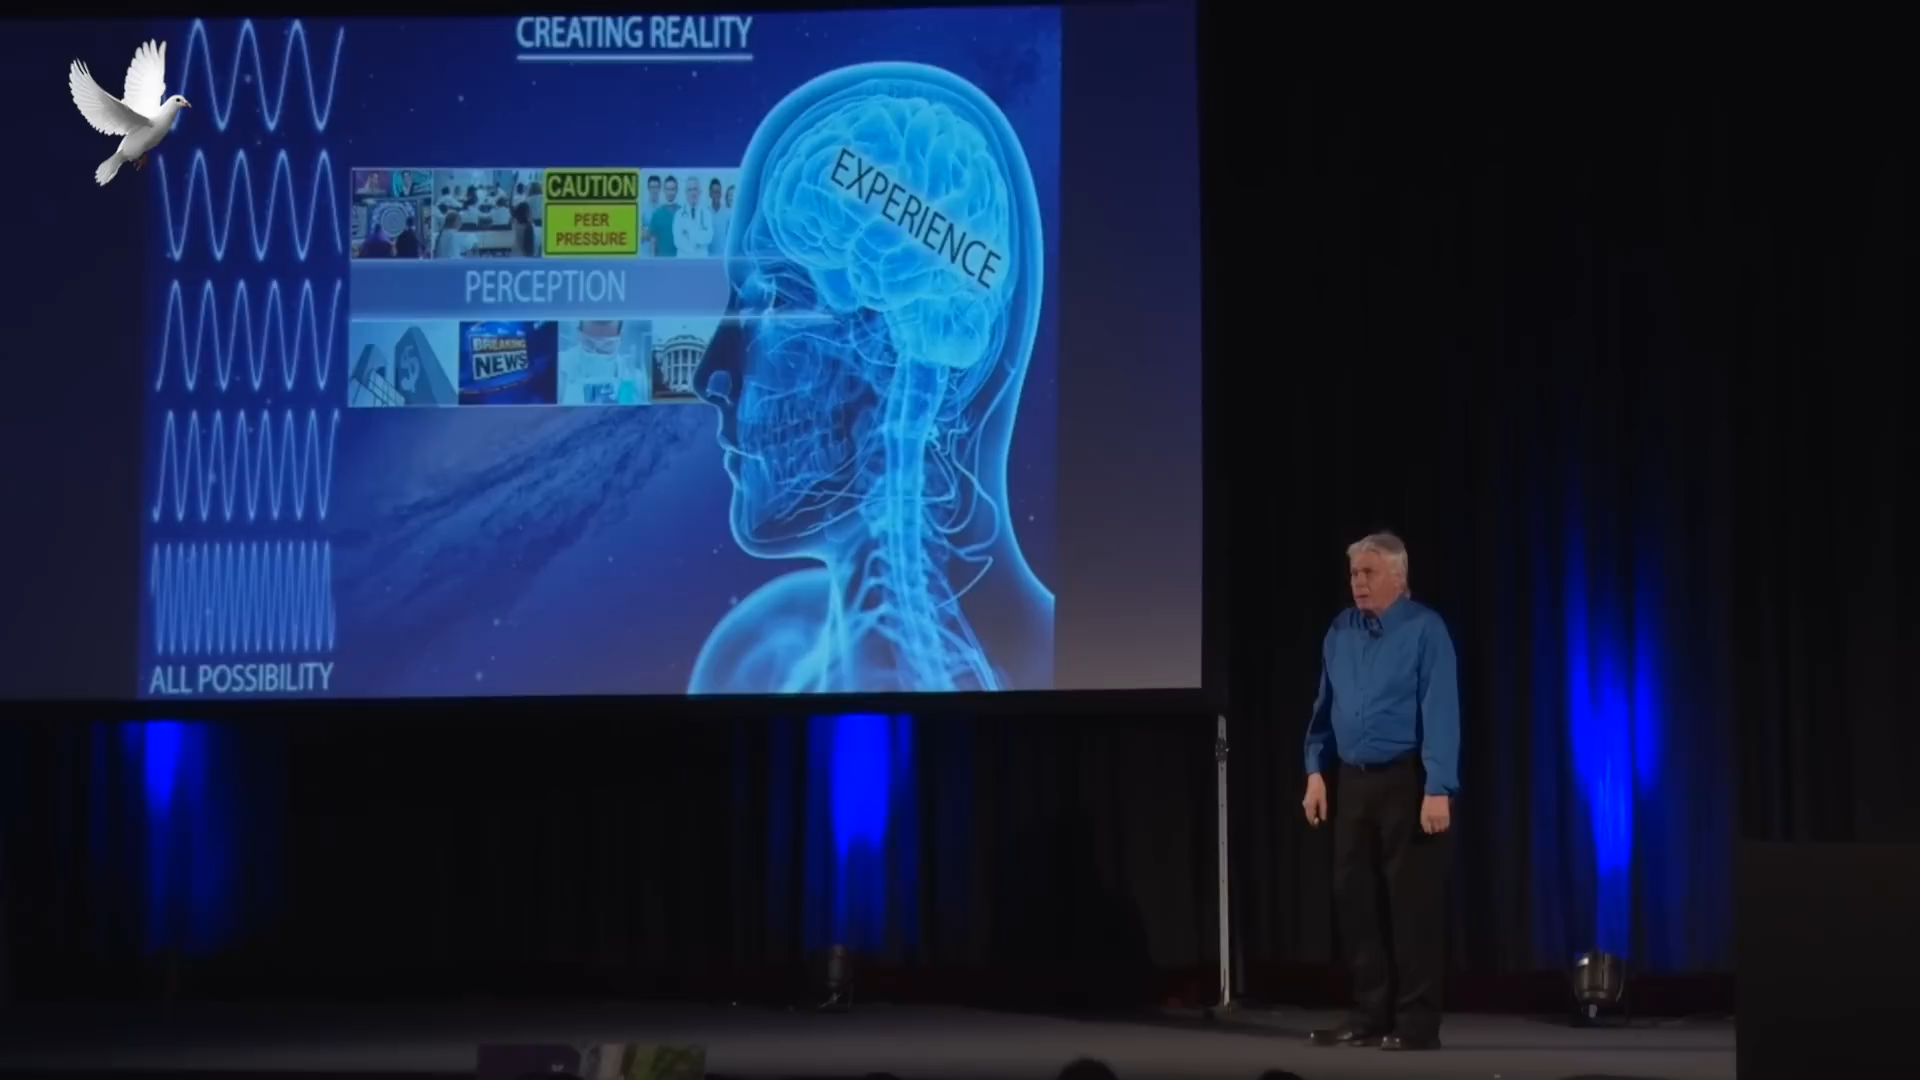 CREATING REALITY
EXPERIENCE
CAUTION
PEER
PRESSURE
PERCEPTION
BREAKING
NEWS
ALL POSSIBILITY